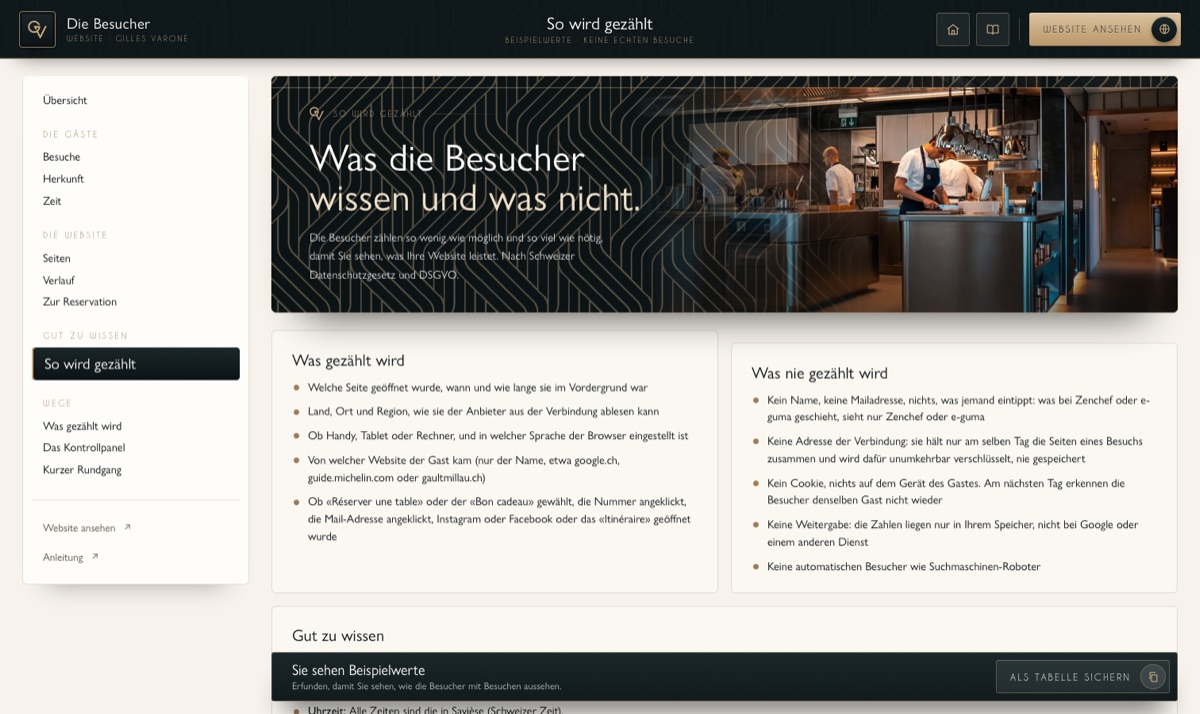 Die Besucher
WEBSITE · GILLES VARONE
So wird gezählt
BEISPIELWERTE · KEINE ECHTEN BESUCHE
WEBSITE ANSEHEN
Übersicht
DIE GÄSTE
Besuche
Herkunft
Zeit
DIE WEBSITE
Seiten
Verlauf
Zur Reservation
GUT ZU WISSEN
So wird gezählt
WEGE
Was gezählt wird
Das Kontrollpanel
Kurzer Rundgang
Website ansehen ↗
Anleitung ↗
SO WIRD GEZÄHLT
Was die Besucher
wissen und was nicht.
Die Besucher zählen so wenig wie möglich und so viel wie nötig,
damit Sie sehen, was Ihre Website leistet. Nach Schweizer
Datenschutzgesetz und DSGVO.
Was gezählt wird
Welche Seite geöffnet wurde, wann und wie lange sie im Vordergrund war
Land, Ort und Region, wie sie der Anbieter aus der Verbindung ablesen kann
Ob Handy, Tablet oder Rechner, und in welcher Sprache der Browser eingestellt ist
Von welcher Website der Gast kam (nur der Name, etwa google.ch,
guide.michelin.com oder gaultmillau.ch)
Ob «Réserver une table» oder der «Bon cadeau» gewählt, die Nummer angeklickt,
die Mail-Adresse angeklickt, Instagram oder Facebook oder das «Itinéraire» geöffnet
wurde
Was nie gezählt wird
Kein Name, keine Mailadresse, nichts, was jemand eintippt: was bei Zenchef oder e-
guma geschieht, sieht nur Zenchef oder e-guma
Keine Adresse der Verbindung: sie hält nur am selben Tag die Seiten eines Besuchs
zusammen und wird dafür unumkehrbar verschlüsselt, nie gespeichert
Kein Cookie, nichts auf dem Gerät des Gastes. Am nächsten Tag erkennen die
Besucher denselben Gast nicht wieder
Keine Weitergabe: die Zahlen liegen nur in Ihrem Speicher, nicht bei Google oder
einem anderen Dienst
Keine automatischen Besucher wie Suchmaschinen-Roboter
Gut zu wissen
Sie sehen Beispielwerte
Erfunden, damit Sie sehen, wie die Besucher mit Besuchen aussehen.
ALS TABELLE SICHERN
Uhrzeit: Alle Zeiten sind die in Savièse (Schweizer Zeit).